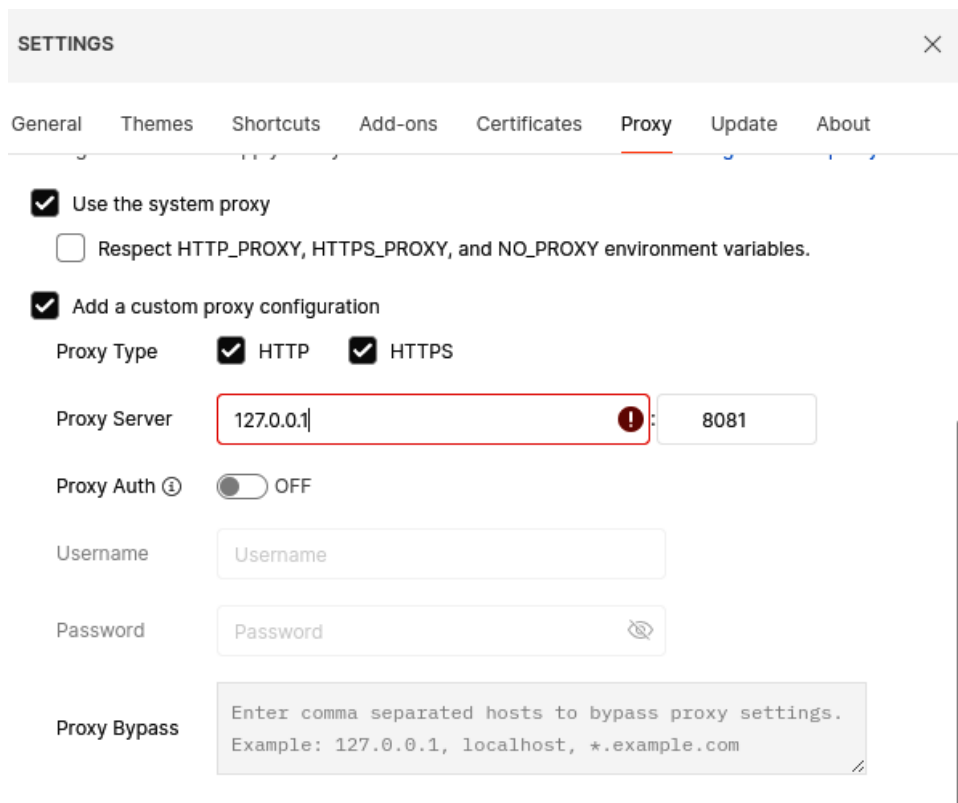 SETTINGS
General Themes Shortcuts Add-ons Certificates Proxy Update About
Use the system proxy
Respect HTTP_PROXY, HTTPS_PROXY, and NO_PROXY environment variables.
Add a custom proxy configuration
Proxy Type HTTP HTTPS
Proxy Server 127.0.0.1 : 8081
Proxy Auth OFF
Username Username
Password Password
Proxy Bypass
Enter comma separated hosts to bypass proxy settings.
Example: 127.0.0.1, localhost, *.example.com